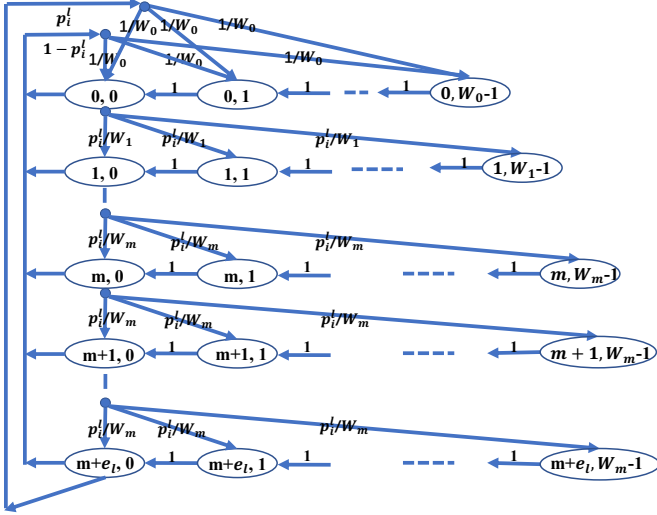 $p_i^l$ $1/W_0$ $1/W_0$ $1/W_0$
$1-p_i^l$ $1/W_0$ $1/W_0$ $1/W_0$
0, 0 1 0, 1 1 1 $0, W_0$-1
$p_i^l/W_1$ $p_i^l/W_1$ $p_i^l/W_1$
1, 0 1 1, 1 1 1 $1, W_1$-1
$p_i^l/W_m$ $p_i^l/W_m$ $p_i^l/W_m$
m, 0 1 m, 1 1 1 $m, W_m$-1
$p_i^l/W_m$ $p_i^l/W_m$ $p_i^l/W_m$
m+1, 0 1 m+1, 1 1 1 $m+1, W_m$-1
$p_i^l/W_m$ $p_i^l/W_m$ $p_i^l/W_m$
m+$e_l$, 0 1 m+$e_l$, 1 1 1 m+$e_l, W_m$-1